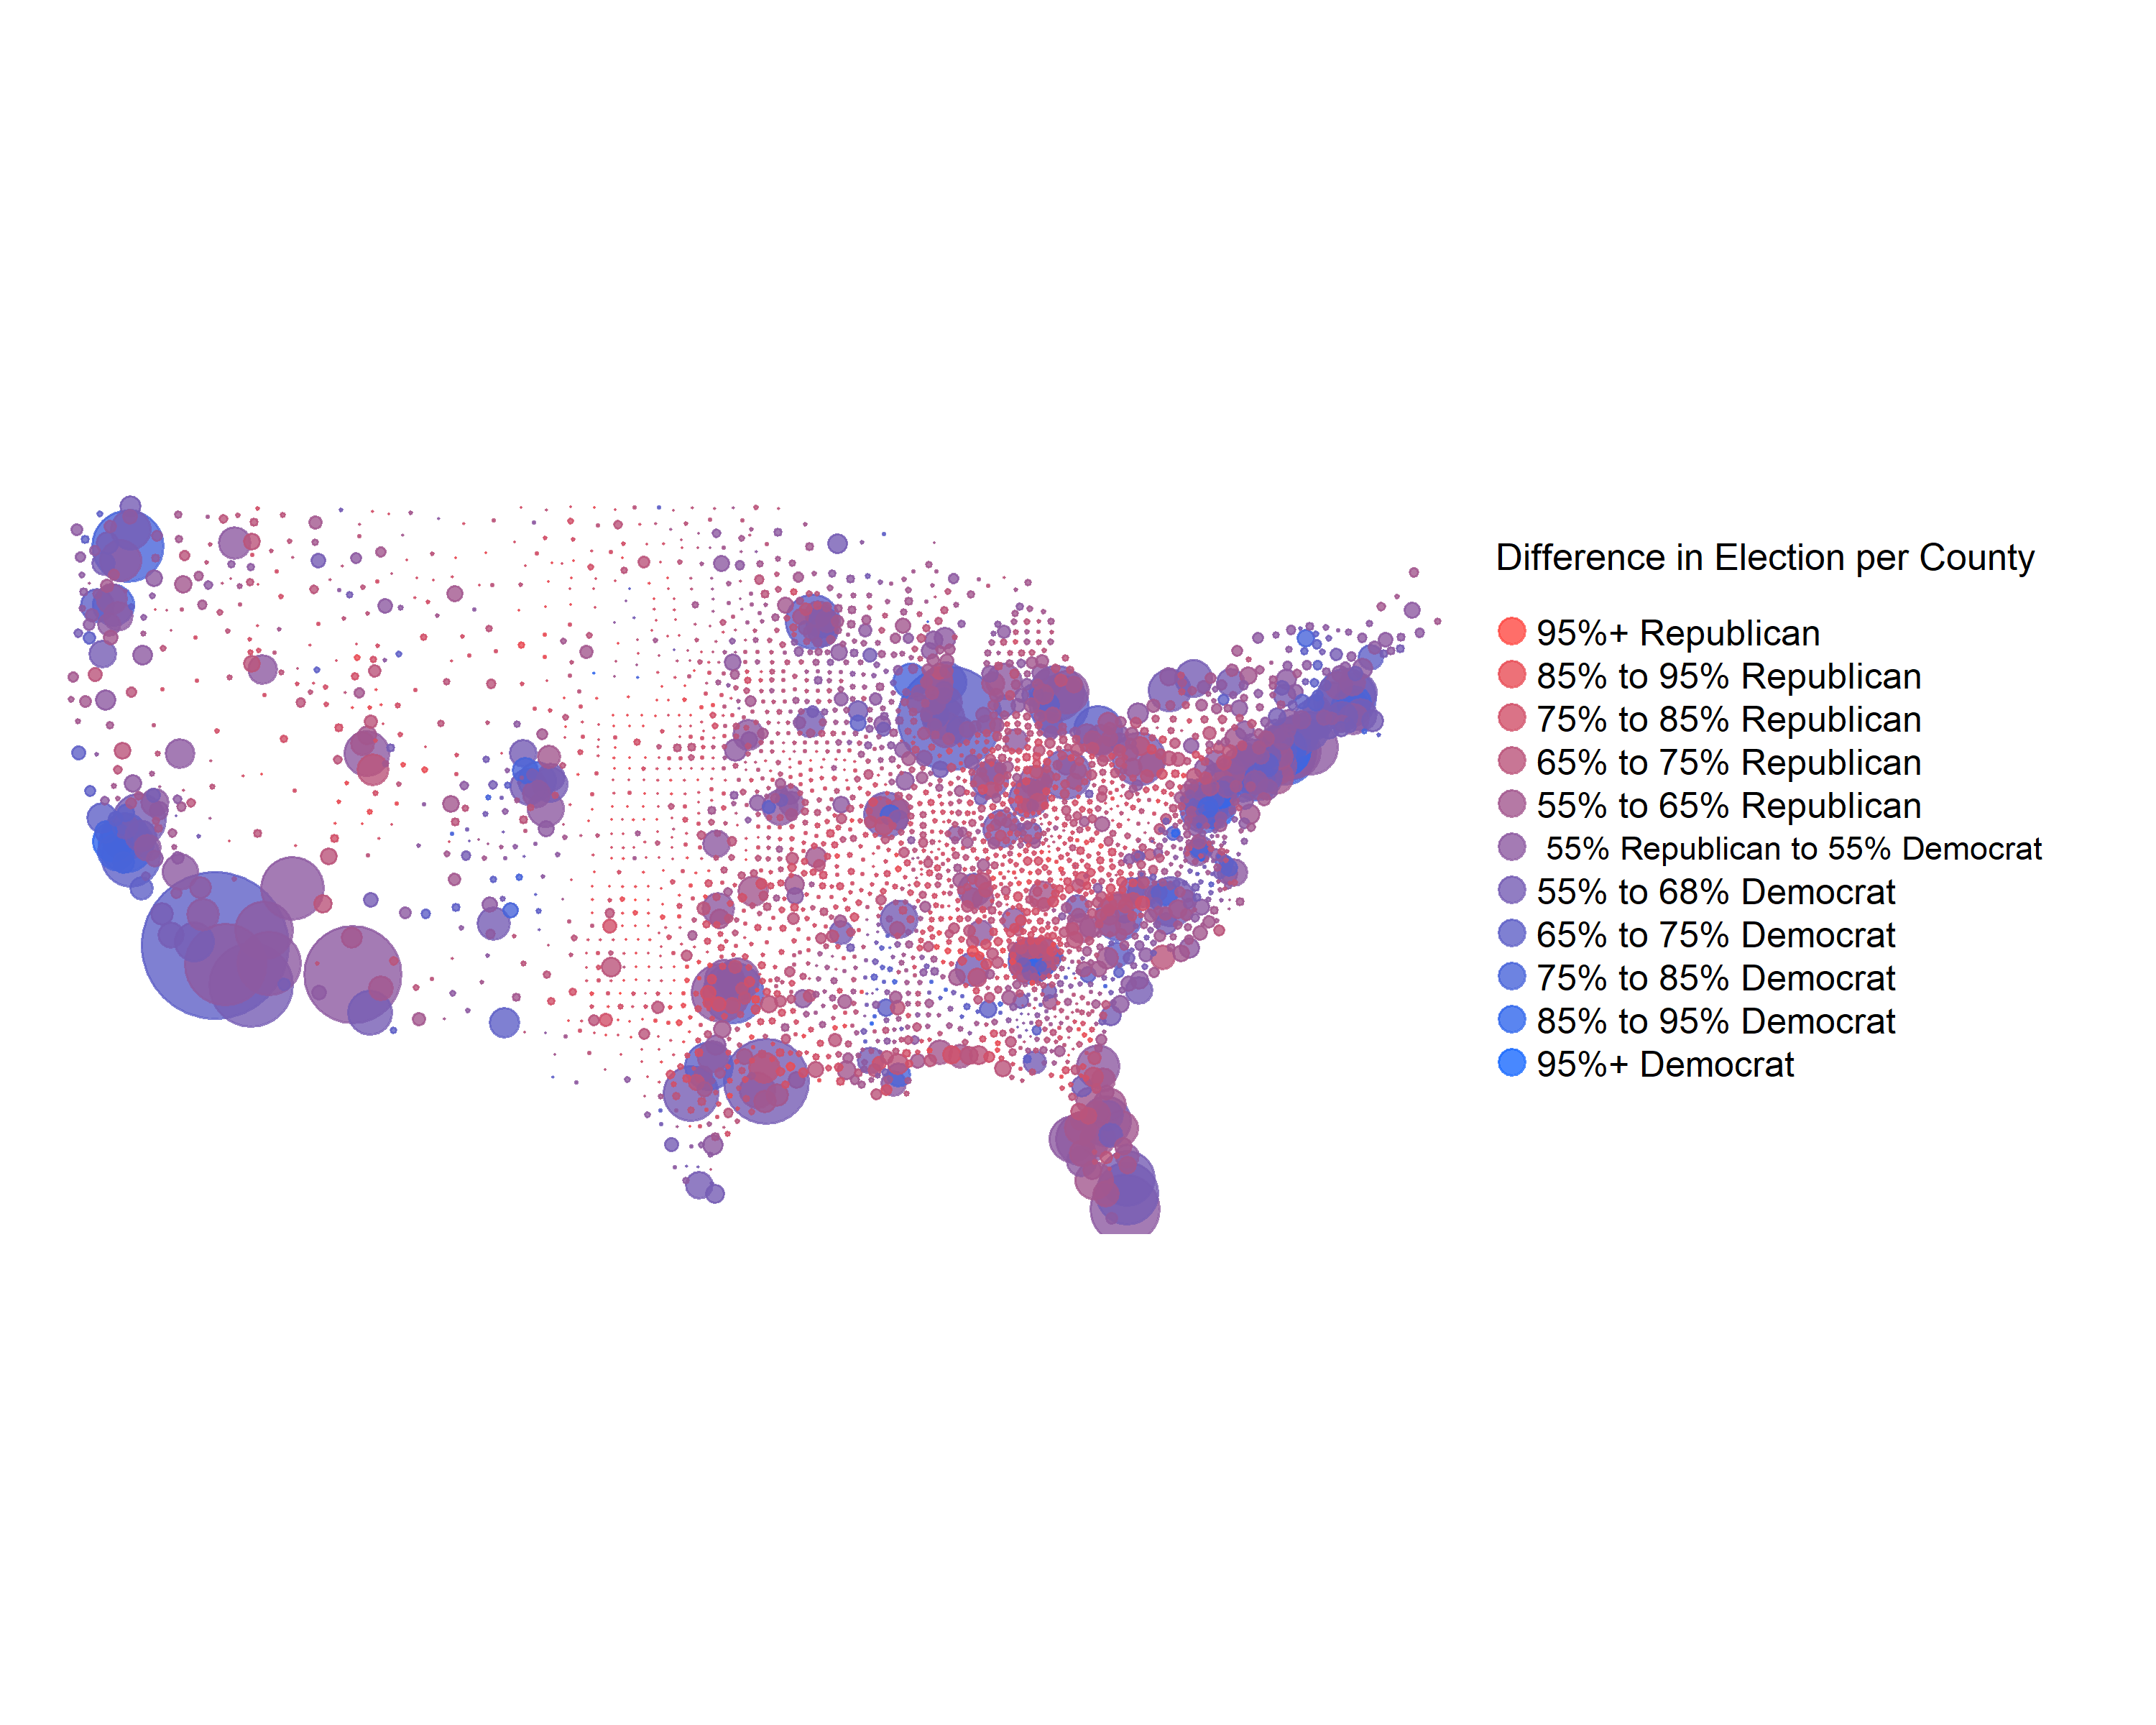 Difference in Election per County
95%+ Republican
85% to 95% Republican
75% to 85% Republican
65% to 75% Republican
55% to 65% Republican
55% Republican to 55% Democrat
55% to 68% Democrat
65% to 75% Democrat
75% to 85% Democrat
85% to 95% Democrat
95%+ Democrat